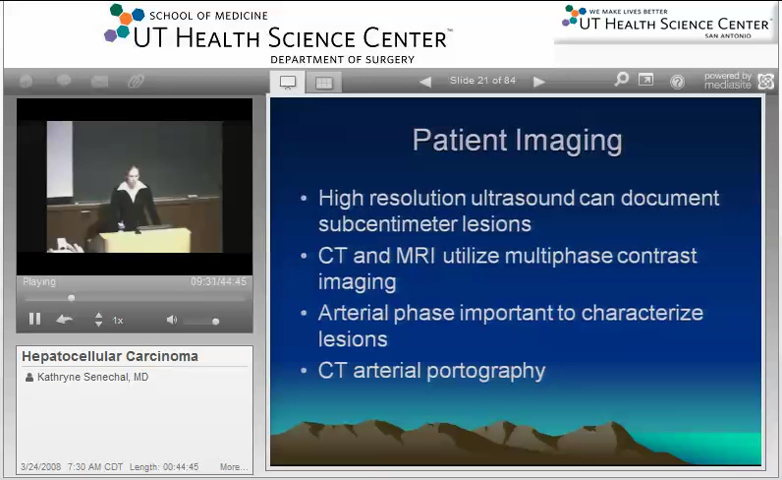 SCHOOL OF MEDICINE
UT HEALTH SCIENCE CENTER™
DEPARTMENT OF SURGERY
WE MAKE LIVES BETTER
UT HEALTH SCIENCE CENTER™
SAN ANTONIO
Slide 21 of 84
powered by
mediasite
Patient Imaging
• High resolution ultrasound can document
subcentimeter lesions
• CT and MRI utilize multiphase contrast
imaging
• Arterial phase important to characterize
lesions
• CT arterial portography
Playing
09:31/44:45
1x
Hepatocellular Carcinoma
Kathryne Senechal, MD
3/24/2008 7:30 AM CDT Length: 00:44:45 More...